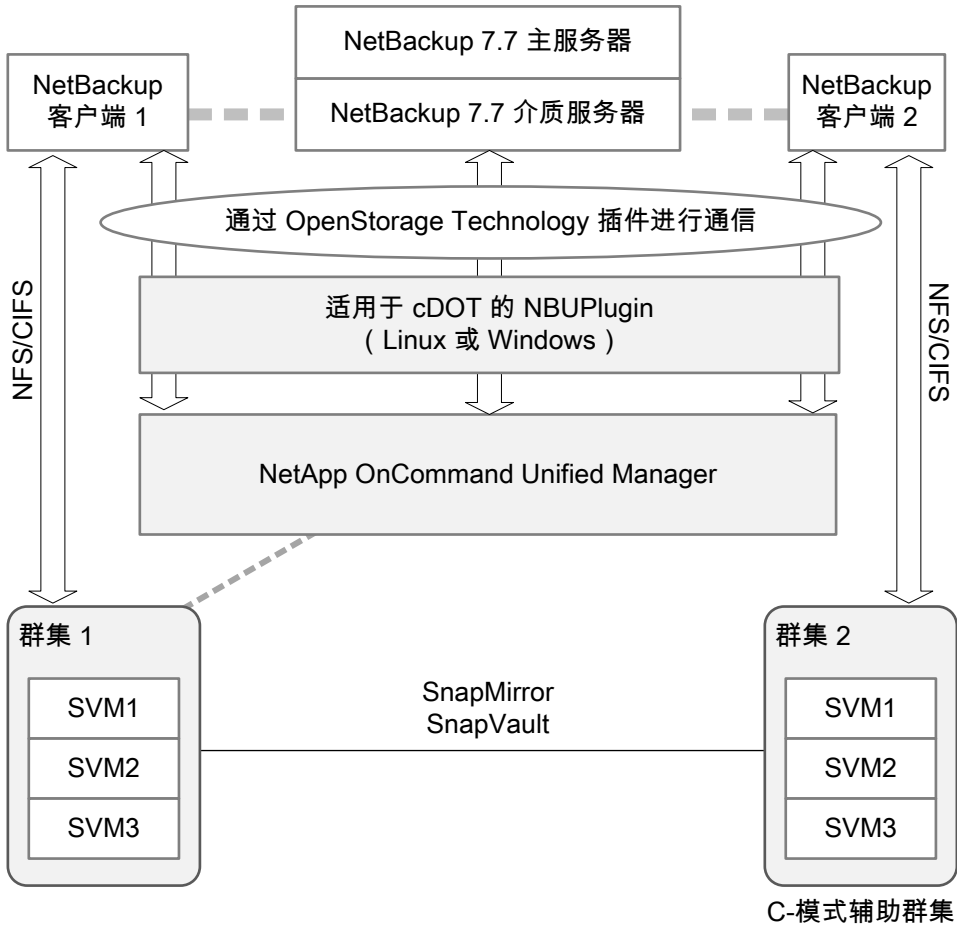 NetBackup 7.7 主服务器
NetBackup 7.7 介质服务器
NetBackup
客户端 1
NetBackup
客户端 2
通过 OpenStorage Technology 插件进行通信
适用于 cDOT 的 NBUPlugin
( Linux 或 Windows )
NFS/CIFS
NFS/CIFS
NetApp OnCommand Unified Manager
群集 1
SVM1
SVM2
SVM3
SnapMirror
SnapVault
群集 2
SVM1
SVM2
SVM3
C-模式辅助群集